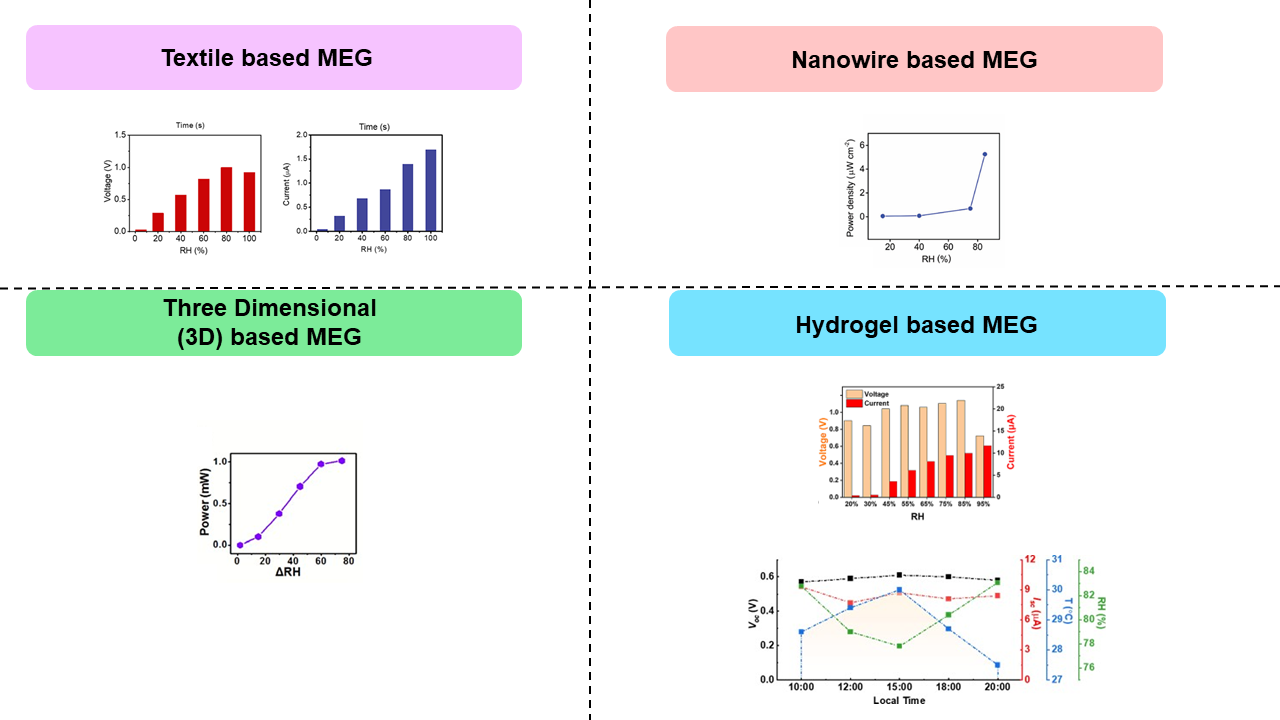 Textile based MEG
Time (s)
1.5
1.0
0.5
0.0
Voltage (V)
0 20 40 60 80 100
RH (%)
Time (s)
2.0
1.5
1.0
0.5
0.0
Current (μA)
0 20 40 60 80 100
RH (%)
Nanowire based MEG
6
4
2
0
Power density (μW cm⁻²)
20 40 60 80
RH (%)
Three Dimensional
(3D) based MEG
1.0
0.5
0.0
Power (mW)
0 20 40 60 80
ΔRH
Hydrogel based MEG
Voltage
Current
1.0
0.8
0.6
0.4
0.2
0.0
Voltage (V)
25
20
15
10
5
0
Current (μA)
20% 30% 45% 55% 65% 75% 85% 95%
RH
0.6
0.4
0.2
0.0
Voc (V)
12
9
6
3
0
Isc (μA)
31
30
29
28
27
T (°C)
84
82
80
78
76
RH (%)
10:00 12:00 15:00 18:00 20:00
Local Time